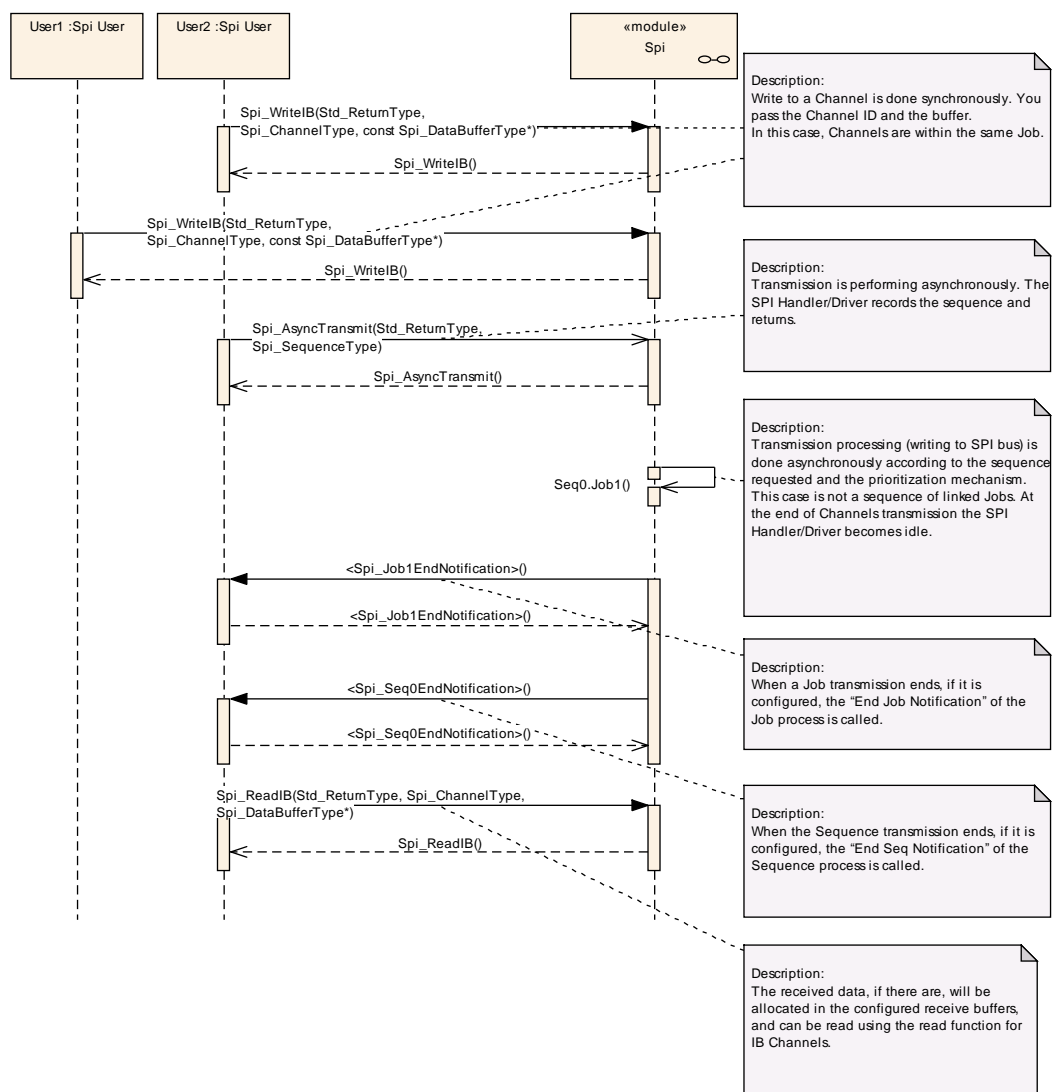 User1 :Spi User
User2 :Spi User
«module»
Spi
Description:
Write to a Channel is done synchronously. You
pass the Channel ID and the buffer.
In this case, Channels are within the same Job.
Spi_WriteIB(Std_ReturnType,
Spi_ChannelType, const Spi_DataBufferType*)
Spi_WriteIB()
Spi_WriteIB(Std_ReturnType,
Spi_ChannelType, const Spi_DataBufferType*)
Spi_WriteIB()
Description:
Transmission is performing asynchronously. The
SPI Handler/Driver records the sequence and
returns.
Spi_AsyncTransmit(Std_ReturnType,
Spi_SequenceType)
Spi_AsyncTransmit()
Description:
Transmission processing (writing to SPI bus) is
done asynchronously according to the sequence
requested and the prioritization mechanism.
This case is not a sequence of linked Jobs. At
the end of Channels transmission the SPI
Handler/Driver becomes idle.
Seq0.Job1()
<Spi_Job1EndNotification>()
<Spi_Job1EndNotification>()
Description:
When a Job transmission ends, if it is
configured, the “End Job Notification” of the
Job process is called.
<Spi_Seq0EndNotification>()
<Spi_Seq0EndNotification>()
Spi_ReadIB(Std_ReturnType, Spi_ChannelType,
Spi_DataBufferType*)
Spi_ReadIB()
Description:
When the Sequence transmission ends, if it is
configured, the “End Seq Notification” of the
Sequence process is called.
Description:
The received data, if there are, will be
allocated in the configured receive buffers,
and can be read using the read function for
IB Channels.